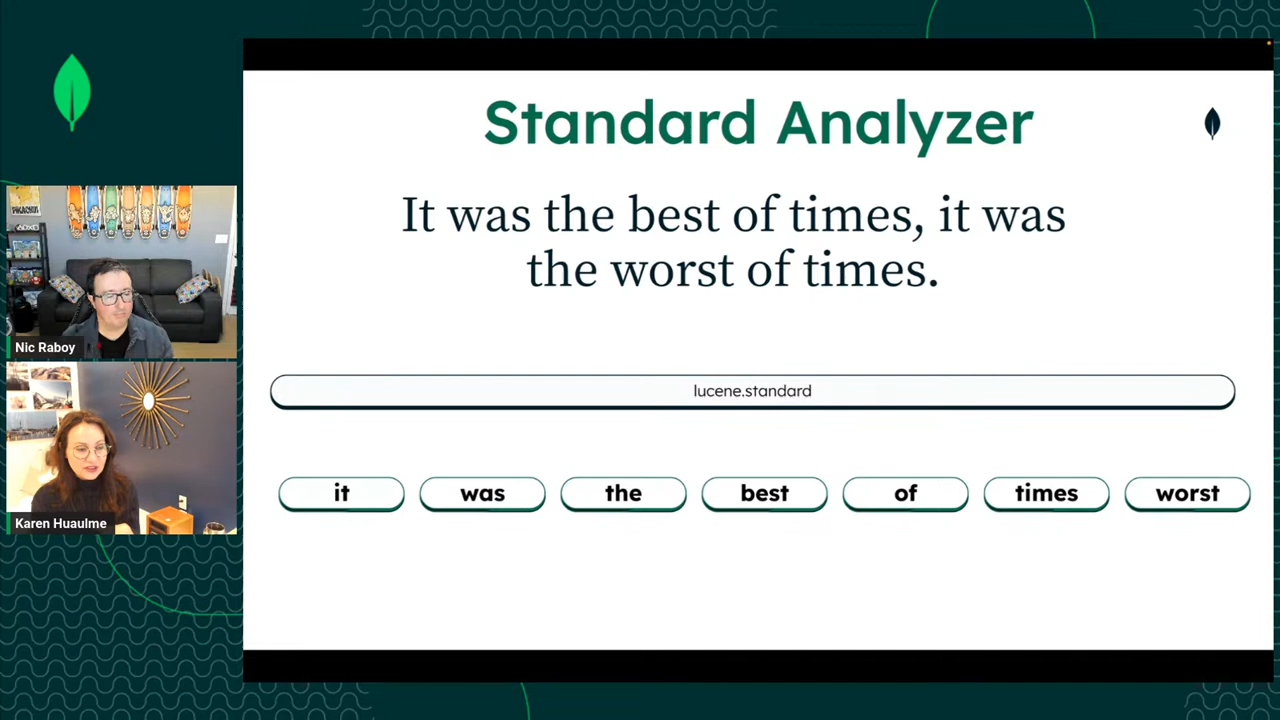 Standard Analyzer
It was the best of times, it was
the worst of times.
lucene.standard
it
was
the
best
of
times
worst
Nic Raboy
Karen Huaulme